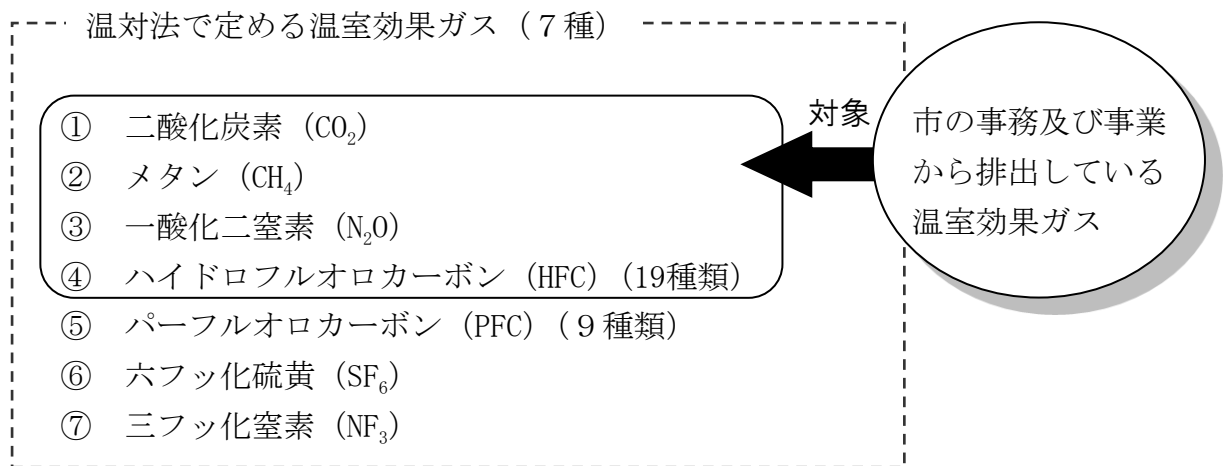 温対法で定める温室効果ガス（７種）
① 二酸化炭素（CO₂）
② メタン（CH₄）
③ 一酸化二窒素（N₂O）
④ ハイドロフルオロカーボン（HFC）（19種類）
⑤ パーフルオロカーボン（PFC）（９種類）
⑥ 六フッ化硫黄（SF₆）
⑦ 三フッ化窒素（NF₃）
対象
市の事務及び事業
から排出している
温室効果ガス